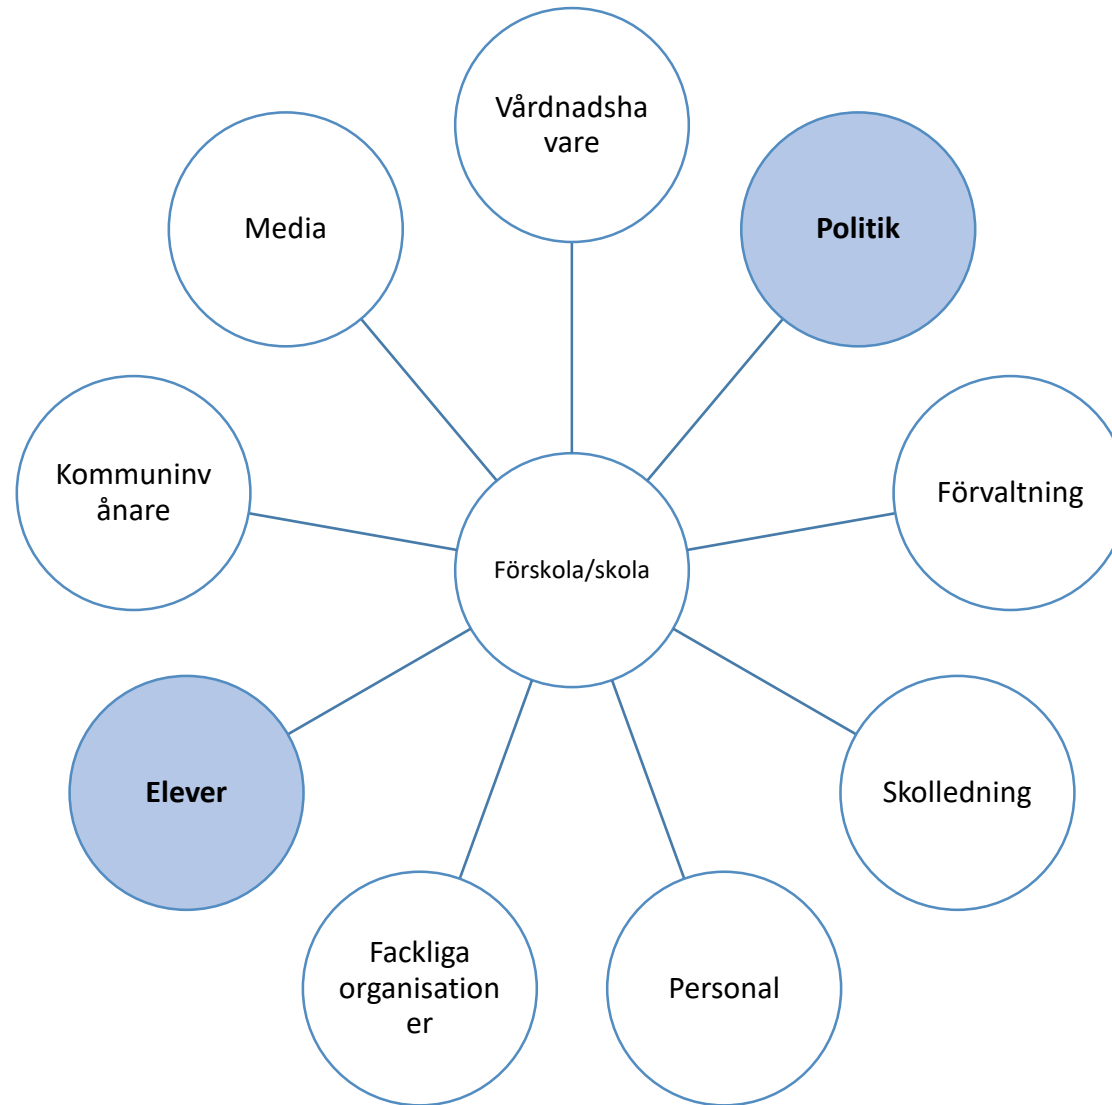 Vårdnadsha
vare
Politik
Media
Förvaltning
Kommuninv
ånare
Förskola/skola
Skolledning
Elever
Personal
Fackliga
organisation
er